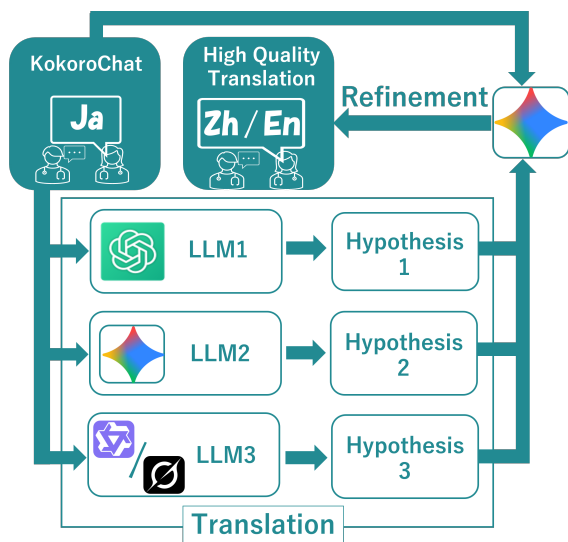 KokoroChat
Ja
High Quality
Translation
Zh / En
Refinement
LLM1
Hypothesis
1
LLM2
Hypothesis
2
LLM3
Hypothesis
3
Translation